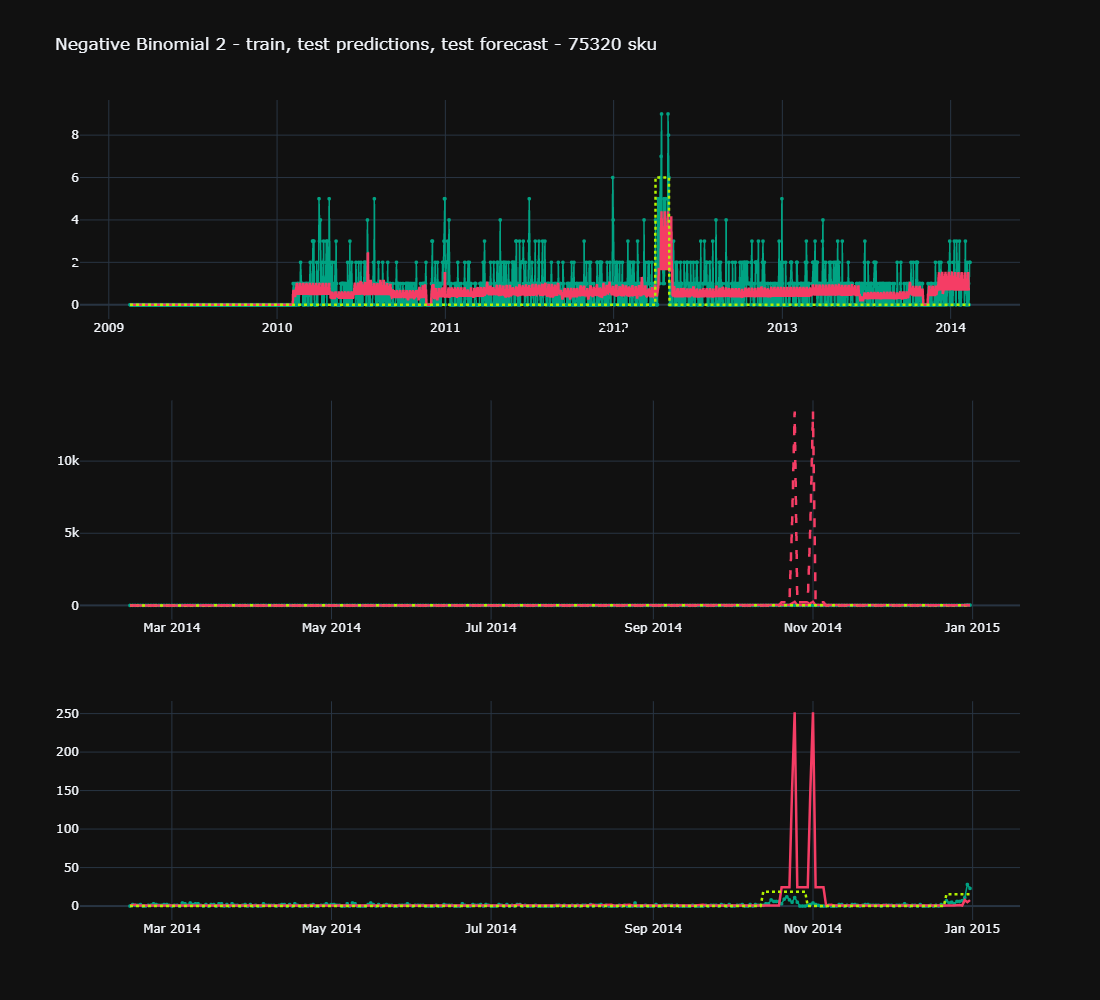 Negative Binomial 2 - train, test predictions, test forecast - 75320 sku
8
6
4
2
0
2009 2010 2011 2012 2013 2014
10k
5k
0
Mar 2014 May 2014 Jul 2014 Sep 2014 Nov 2014 Jan 2015
250
200
150
100
50
0
Mar 2014 May 2014 Jul 2014 Sep 2014 Nov 2014 Jan 2015